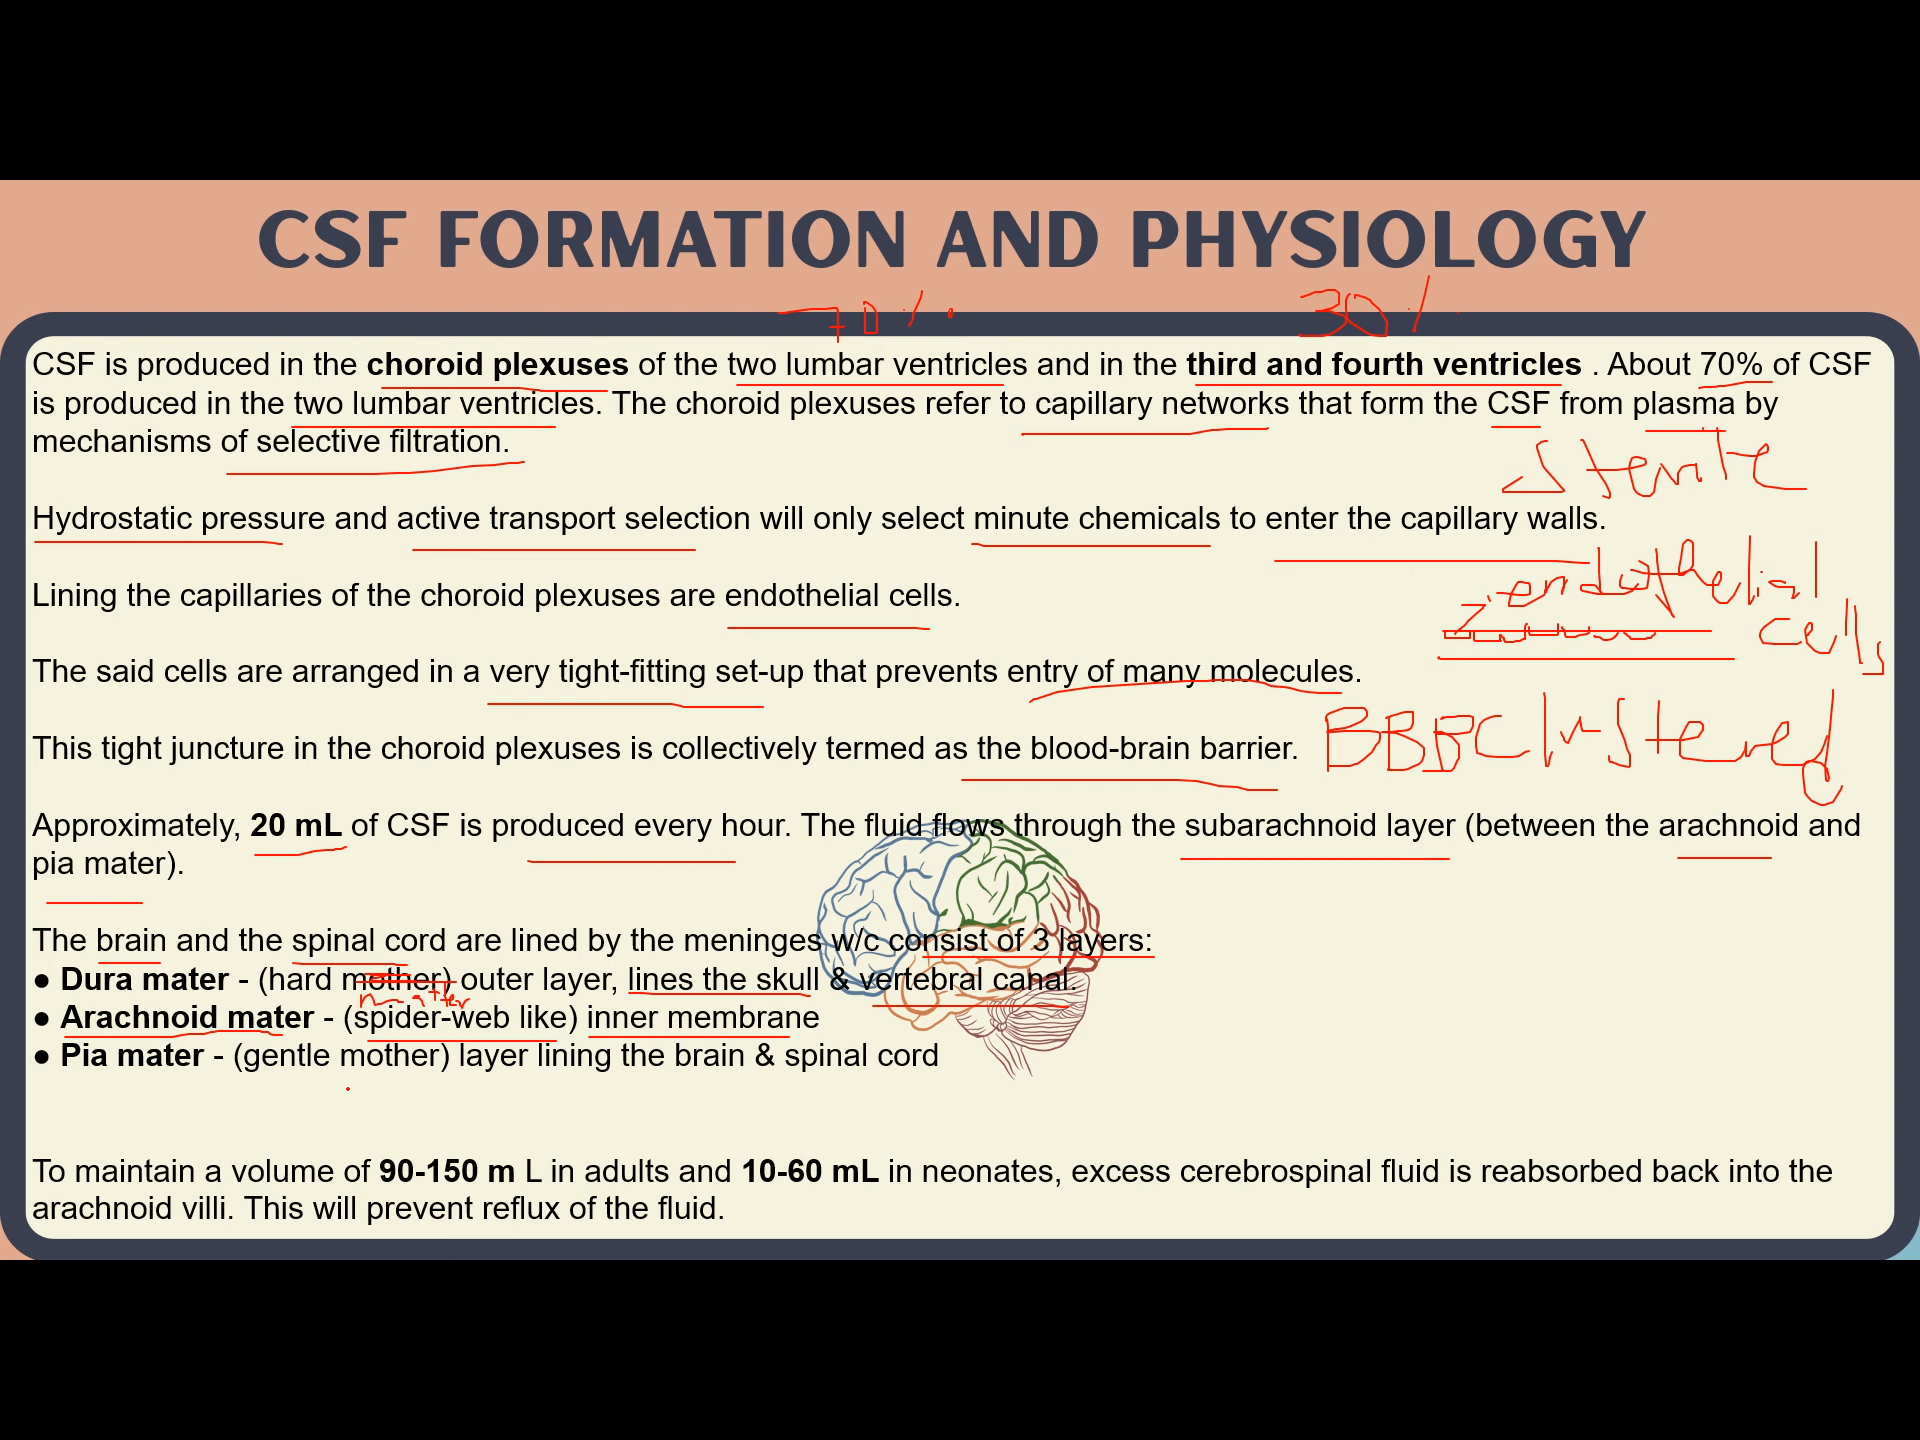 CSF FORMATION AND PHYSIOLOGY
70%
30%
CSF is produced in the choroid plexuses of the two lumbar ventricles and in the third and fourth ventricles . About 70% of CSF
is produced in the two lumbar ventricles. The choroid plexuses refer to capillary networks that form the CSF from plasma by
mechanisms of selective filtration.
Sterile
Hydrostatic pressure and active transport selection will only select minute chemicals to enter the capillary walls.
endothelial
Lining the capillaries of the choroid plexuses are endothelial cells.
cells
The said cells are arranged in a very tight-fitting set-up that prevents entry of many molecules.
This tight juncture in the choroid plexuses is collectively termed as the blood-brain barrier.
BBB
Approximately, 20 mL of CSF is produced every hour. The fluid flows through the subarachnoid layer (between the arachnoid and
pia mater).
The brain and the spinal cord are lined by the meninges w/c consist of 3 layers:
● Dura mater - (hard mother) outer layer, lines the skull & vertebral canal.
matter
● Arachnoid mater - (spider-web like) inner membrane
● Pia mater - (gentle mother) layer lining the brain & spinal cord
To maintain a volume of 90-150 m L in adults and 10-60 mL in neonates, excess cerebrospinal fluid is reabsorbed back into the
arachnoid villi. This will prevent reflux of the fluid.